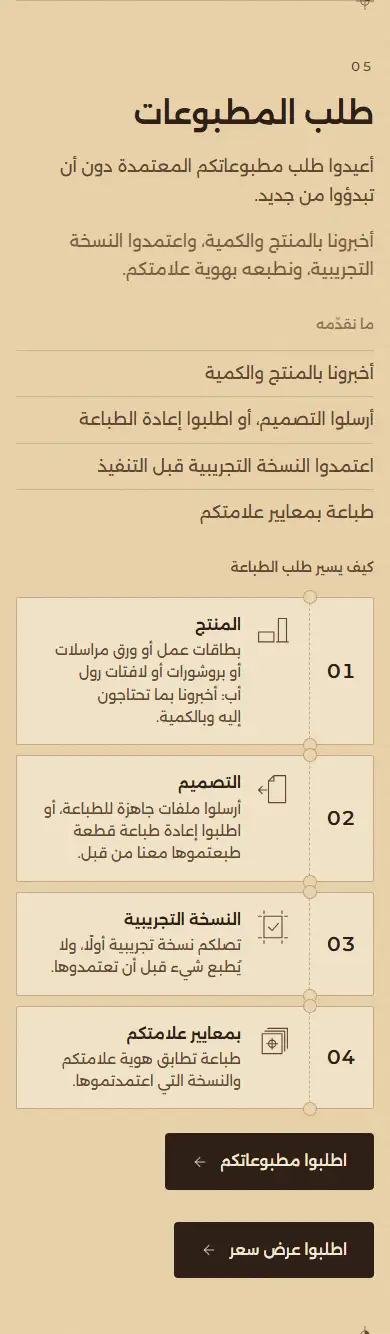 05
طلب المطبوعات
أعيدوا طلب مطبوعاتكم المعتمدة دون أن
تبدؤوا من جديد.
أخبرونا بالمنتج والكمية، واعتمدوا النسخة
التجريبية، ونطبعه بهوية علامتكم.
ما نقدّمه
أخبرونا بالمنتج والكمية
أرسلوا التصميم، أو اطلبوا إعادة الطباعة
اعتمدوا النسخة التجريبية قبل التنفيذ
طباعة بمعايير علامتكم
كيف يسير طلب الطباعة
01
المنتج
بطاقات عمل أو ورق مراسلات
أو بروشورات أو لافتات رول
أب: أخبرونا بما تحتاجون
إليه وبالكمية.
02
التصميم
أرسلوا ملفات جاهزة للطباعة، أو
اطلبوا إعادة طباعة قطعة
طبعتموها معنا من قبل.
03
النسخة التجريبية
تصلكم نسخة تجريبية أولًا، ولا
يُطبع شيء قبل أن تعتمدوها.
04
بمعايير علامتكم
طباعة تطابق هوية علامتكم
والنسخة التي اعتمدتموها.
اطلبوا مطبوعاتكم ←
اطلبوا عرض سعر ←